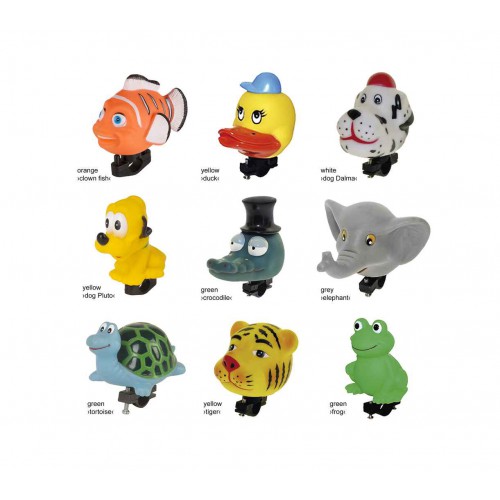 orange
›clown fish‹
yellow
›duck‹
white
›dog Dalma‹
yellow
›dog Pluto‹
green
›crocodile‹
grey
›elephant‹
green
›tortoise‹
yellow
›tiger‹
green
›frog‹